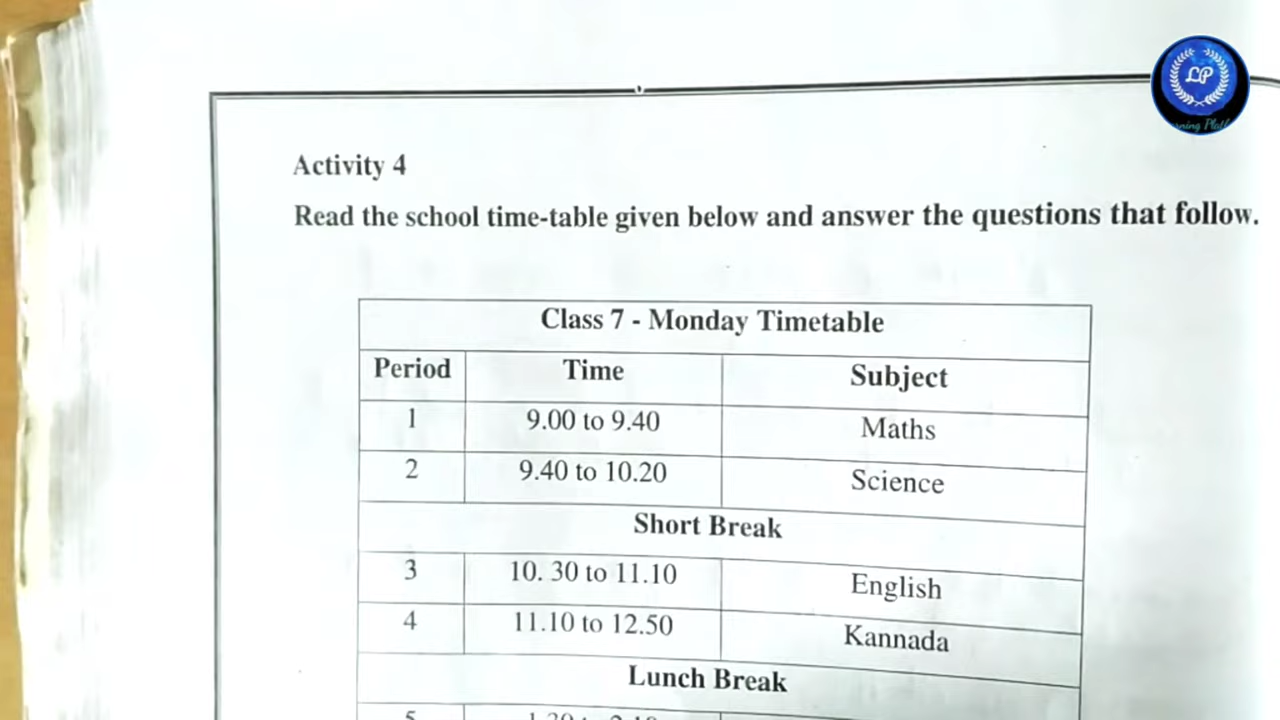 LP
Activity 4
Read the school time-table given below and answer the questions that follow.
Class 7 - Monday Timetable
Period Time Subject
1 9.00 to 9.40 Maths
2 9.40 to 10.20 Science
Short Break
3 10. 30 to 11.10 English
4 11.10 to 12.50 Kannada
Lunch Break
5